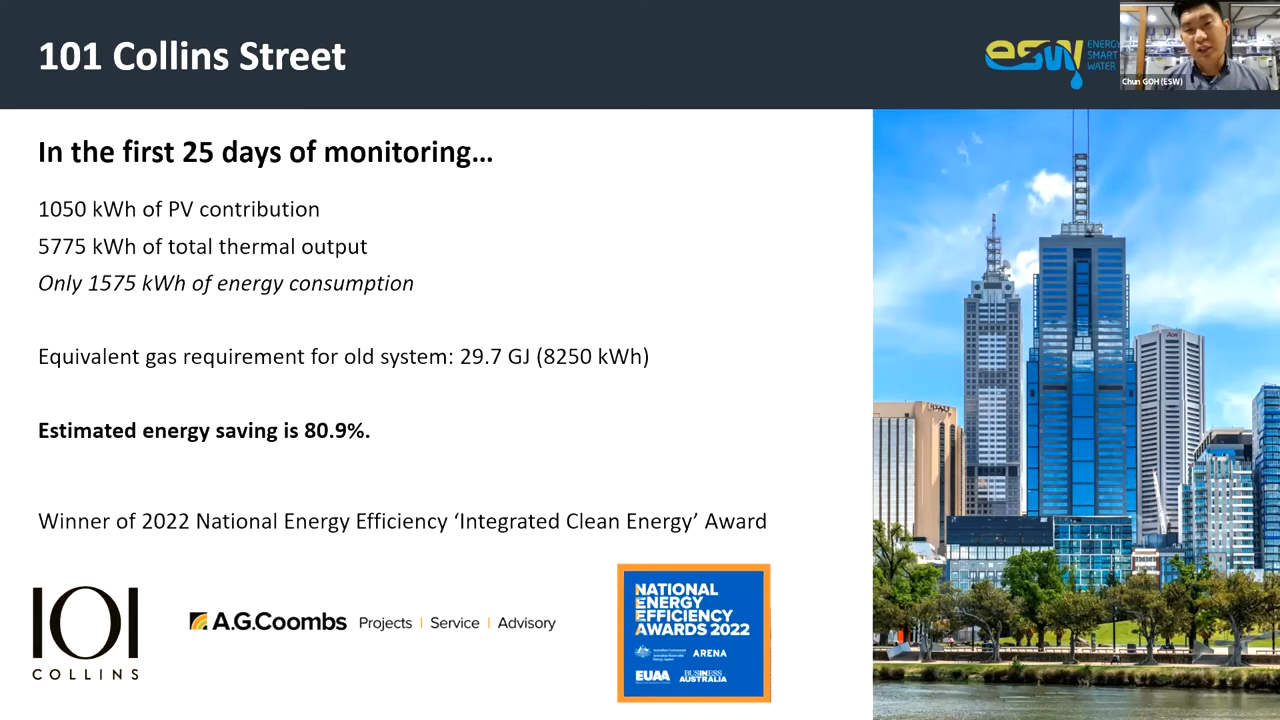 101 Collins Street
esw ENERGY
SMART
WATER
Chun GOH (ESW)
In the first 25 days of monitoring...
1050 kWh of PV contribution
5775 kWh of total thermal output
Only 1575 kWh of energy consumption
Equivalent gas requirement for old system: 29.7 GJ (8250 kWh)
Estimated energy saving is 80.9%.
Winner of 2022 National Energy Efficiency ‘Integrated Clean Energy’ Award
101
COLLINS
A.G.Coombs Projects | Service | Advisory
NATIONAL
ENERGY
EFFICIENCY
AWARDS 2022
Australian Government
ARENA
EUAA
BUSINESS
AUSTRALIA